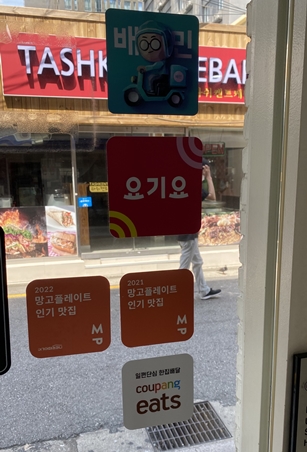 배
민
TASHK
KEBAB
요기요
2022
망고플레이트
인기 맛집
MP
2021
망고플레이트
인기 맛집
MP
일편단심 한집배달
coupang
eats